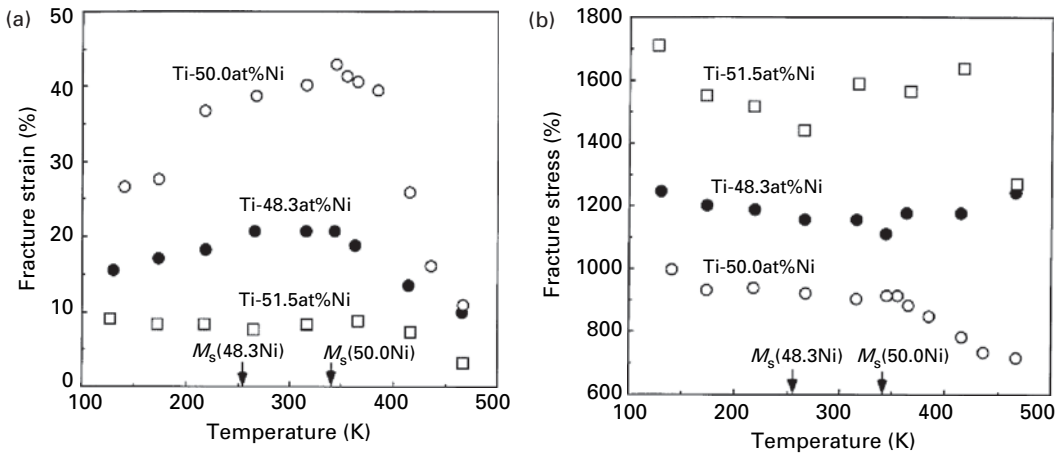 (a)
50
40
30
20
10
0
Fracture strain (%)
Ti-50.0at%Ni
Ti-48.3at%Ni
Ti-51.5at%Ni
Ms(48.3Ni)
Ms(50.0Ni)
100 200 300 400 500
Temperature (K)
(b)
1800
1600
1400
1200
1000
800
600
Fracture stress (%)
Ti-51.5at%Ni
Ti-48.3at%Ni
Ti-50.0at%Ni
Ms(48.3Ni)
Ms(50.0Ni)
100 200 300 400 500
Temperature (K)